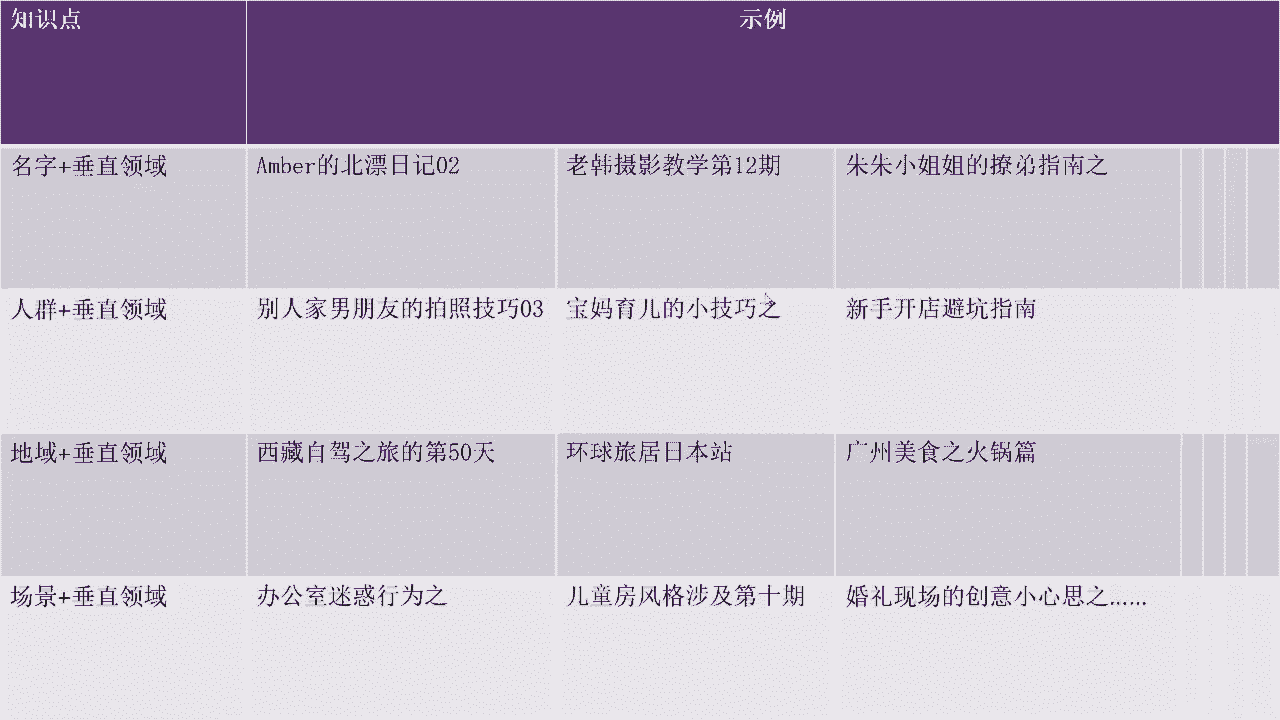 知识点 示例
名字+垂直领域 Amber的北漂日记02 老韩摄影教学第12期 朱朱小姐姐的撩弟指南之
人群+垂直领域 别人家男朋友的拍照技巧03 宝妈育儿的小技巧之 新手开店避坑指南
地域+垂直领域 西藏自驾之旅的第50天 环球旅居日本站 广州美食之火锅篇
场景+垂直领域 办公室迷惑行为之 儿童房风格涉及第十期 婚礼现场的创意小心思之......